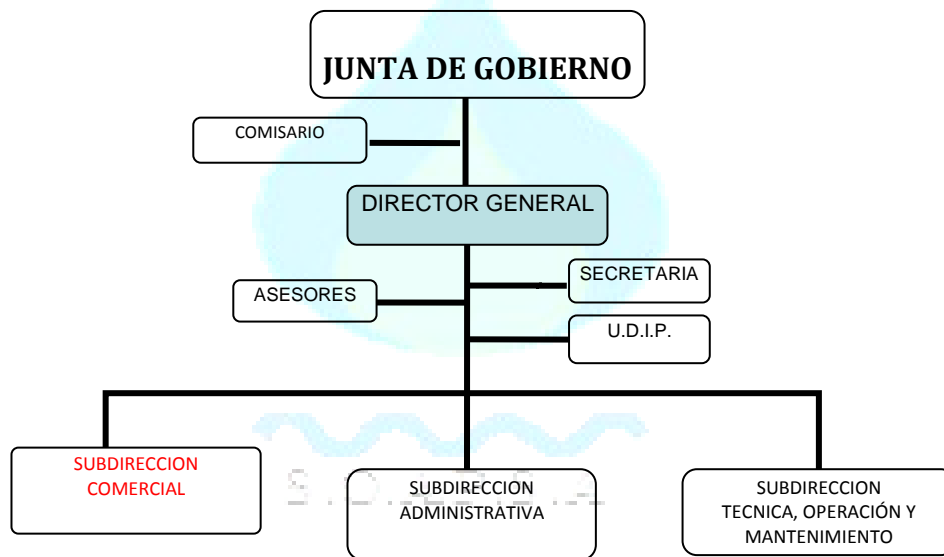 JUNTA DE GOBIERNO
COMISARIO
DIRECTOR GENERAL
SECRETARIA
ASESORES
U.D.I.P.
SUBDIRECCION
COMERCIAL
SUBDIRECCION
ADMINISTRATIVA
SUBDIRECCION
TECNICA, OPERACIÓN Y
MANTENIMIENTO